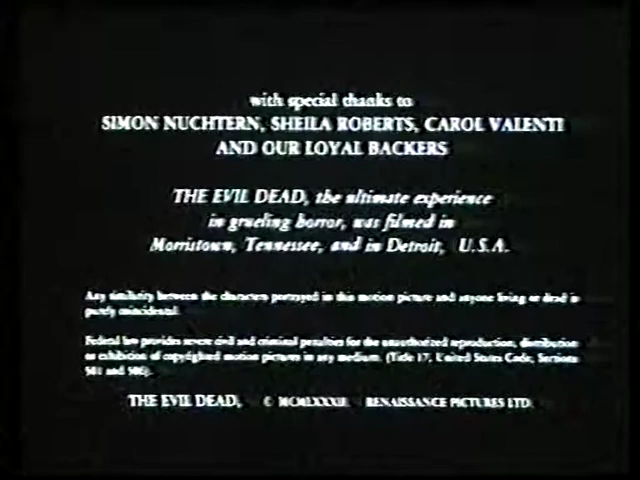 with special thanks to
SIMON NUCHTERN, SHEILA ROBERTS, CAROL VALENTI
AND OUR LOYAL BACKERS
THE EVIL DEAD, the ultimate experience
in grueling horror, was filmed in
Morristown, Tennessee, and in Detroit, U.S.A.
Any similarity between the characters portrayed in this motion picture and anyone living or dead is
purely coincidental.
Federal law provides severe civil and criminal penalties for the unauthorized reproduction, distribution
or exhibition of copyrighted motion pictures in any medium. (Title 17, United States Code, Sections
501 and 506).
THE EVIL DEAD, © MCMLXXXII RENAISSANCE PICTURES LTD.